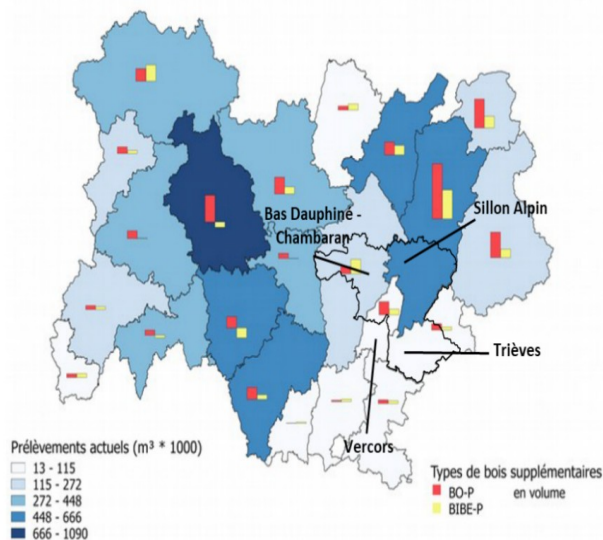 Bas Dauphiné -
Chambaran
Sillon Alpin
Trièves
Vercors
Prélèvements actuels (m³ * 1000)
13 - 115
115 - 272
272 - 448
448 - 666
666 - 1090
Types de bois supplémentaires
BO-P
en volume
BIBE-P